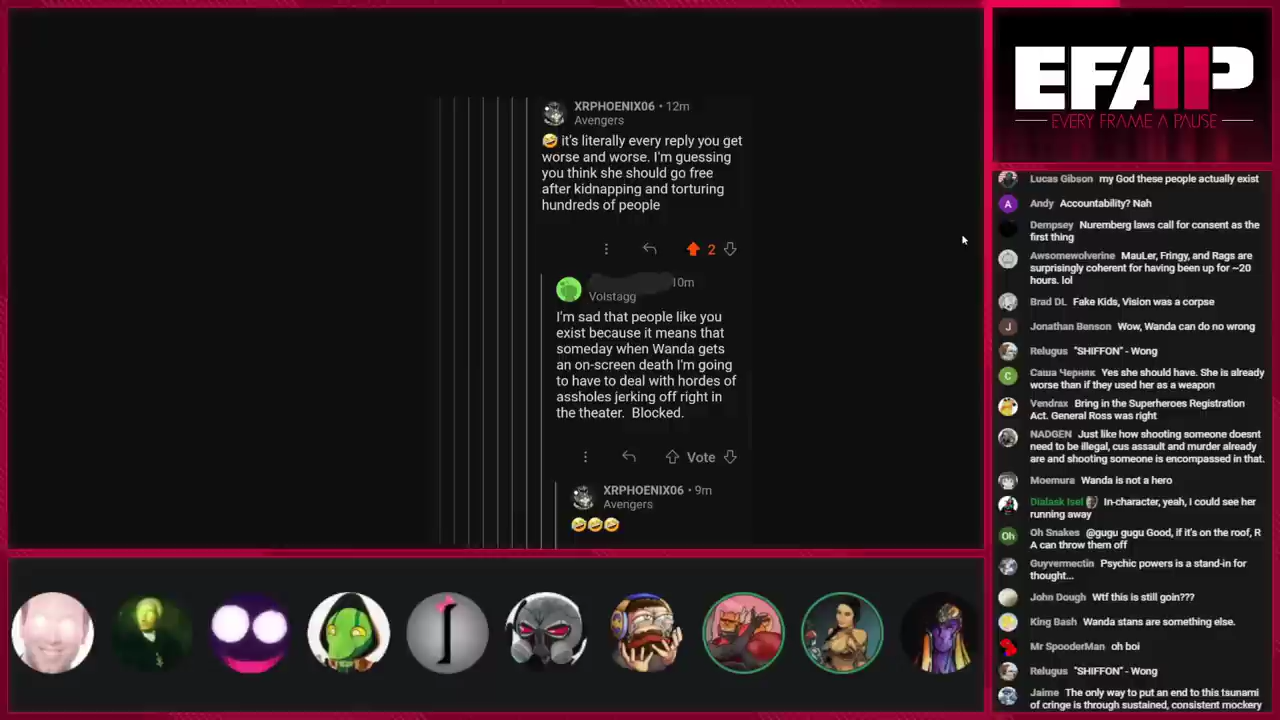 XRPHOENIX06 • 12m
Avengers
🤣 it's literally every reply you get
worse and worse. I'm guessing
you think she should go free
after kidnapping and torturing
hundreds of people
2
10m
Volstagg
I'm sad that people like you
exist because it means that
someday when Wanda gets
an on-screen death I'm going
to have to deal with hordes of
assholes jerking off right in
the theater. Blocked.
Vote
XRPHOENIX06 • 9m
Avengers
🤣🤣🤣
EFAP
EVERY FRAME A PAUSE
Lucas Gibson my God these people actually exist
A Andy Accountability? Nah
Dempsey Nuremberg laws call for consent as the
first thing
Awsomewolverine MauLer, Fringy, and Rags are
surprisingly coherent for having been up for ~20
hours. lol
Brad DL Fake Kids, Vision was a corpse
J Jonathan Benson Wow, Wanda can do no wrong
Relugus "SHIFFON" - Wong
С Саша Черняк Yes she should have. She is already
worse than if they used her as a weapon
Vendrax Bring in the Superheroes Registration
Act. General Ross was right
NADGEN Just like how shooting someone doesnt
need to be illegal, cus assault and murder already
are and shooting someone is encompassed in that.
Moemura Wanda is not a hero
Dialask Isel In-character, yeah, I could see her
running away
Oh Oh Snakes @gugu gugu Good, if it's on the roof, R
A can throw them off
Guyvermectin Psychic powers is a stand-in for
thought...
John Dough Wtf this is still goin???
King Bash Wanda stans are something else.
Mr SpooderMan oh boi
Relugus "SHIFFON" - Wong
Jaime The only way to put an end to this tsunami
of cringe is through sustained, consistent mockery